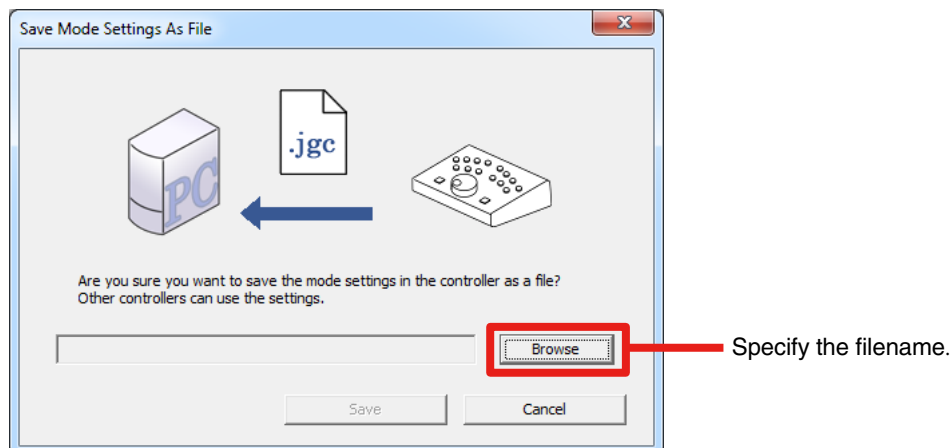 Save Mode Settings As File
x
.jgc
PC
Are you sure you want to save the mode settings in the controller as a file?
Other controllers can use the settings.
Browse
Specify the filename.
Save
Cancel